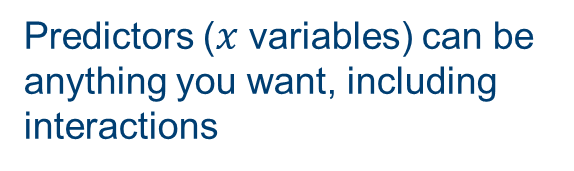 Predictors (𝑥 variables) can be
anything you want, including
interactions